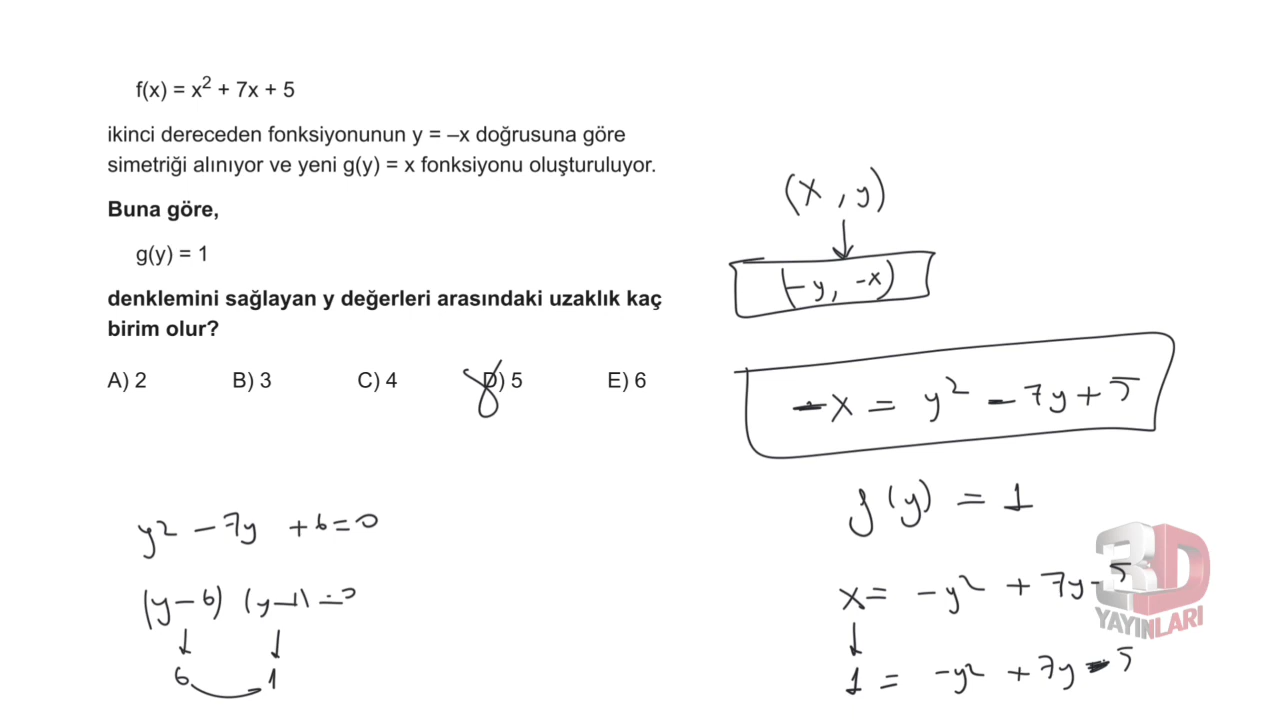 f(x) = x² + 7x + 5
ikinci dereceden fonksiyonunun y = –x doğrusuna göre
simetriği alınıyor ve yeni g(y) = x fonksiyonu oluşturuluyor.
Buna göre,
g(y) = 1
denklemini sağlayan y değerleri arasındaki uzaklık kaç
birim olur?
A) 2 B) 3 C) 4 D) 5 E) 6
y² - 7y + 6 = 0
(y - 6) (y - 1) = 0
6 1
(x, y)
(-y, -x)
-x = y² - 7y + 5
g(y) = 1
x = -y² + 7y - 5
1 = -y² + 7y - 5
3D
YAYINLARI